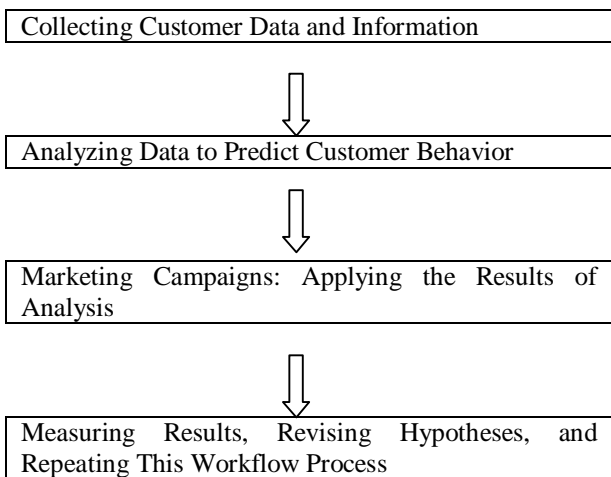 Collecting Customer Data and Information
Analyzing Data to Predict Customer Behavior
Marketing Campaigns: Applying the Results of
Analysis
Measuring Results, Revising Hypotheses, and
Repeating This Workflow Process